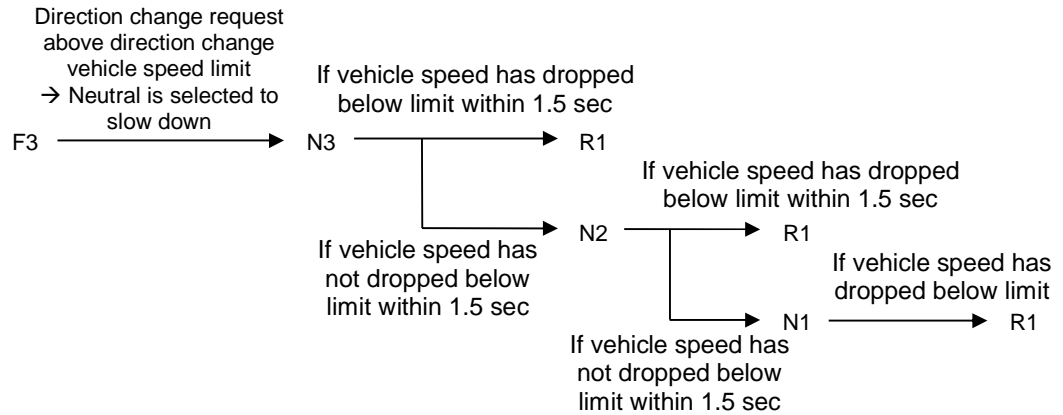 Direction change request
above direction change
vehicle speed limit
→ Neutral is selected to
slow down
If vehicle speed has dropped
below limit within 1.5 sec
F3
N3
R1
If vehicle speed has dropped
below limit within 1.5 sec
If vehicle speed has
not dropped below
limit within 1.5 sec
N2
R1
If vehicle speed has
dropped below limit
If vehicle speed has
not dropped below
limit within 1.5 sec
N1
R1